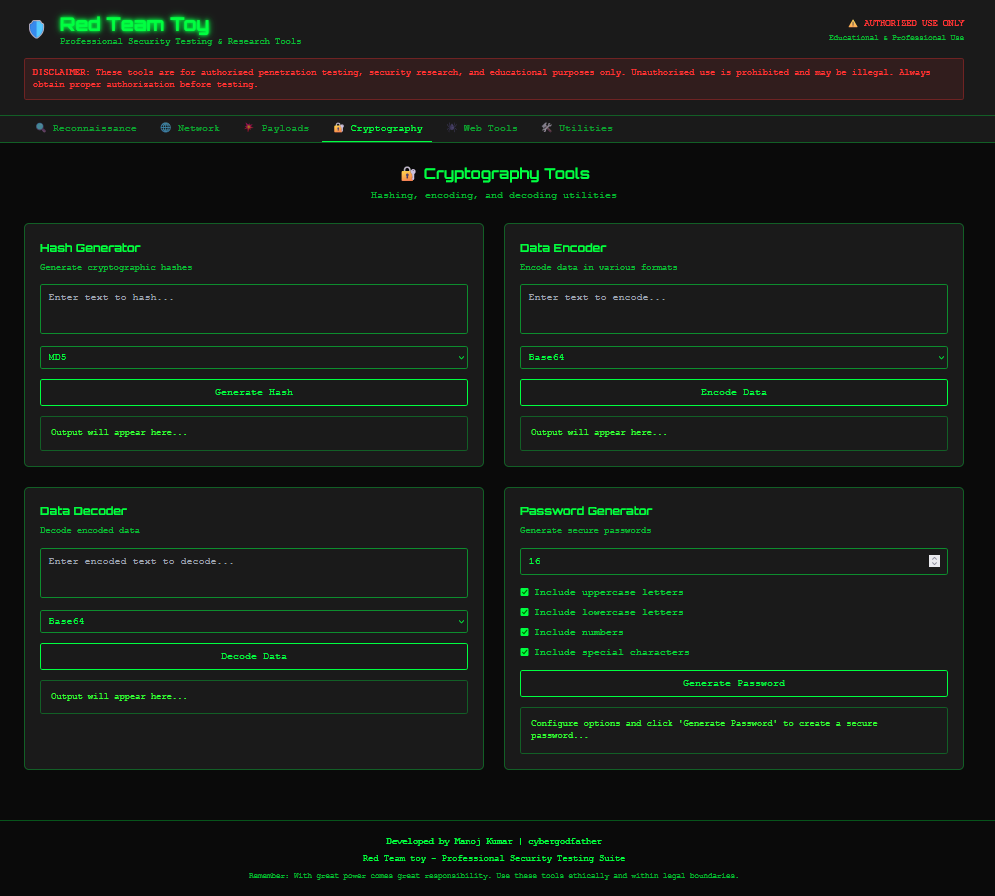 Red Team Toy
Professional Security Testing & Research Tools
AUTHORIZED USE ONLY
Educational & Professional Use
DISCLAIMER: These tools are for authorized penetration testing, security research, and educational purposes only. Unauthorized use is prohibited and may be illegal. Always
obtain proper authorization before testing.
Reconnaissance Network Payloads Cryptography Web Tools Utilities
Cryptography Tools
Hashing, encoding, and decoding utilities
Hash Generator
Generate cryptographic hashes
Enter text to hash...
MD5
Generate Hash
Output will appear here...
Data Encoder
Encode data in various formats
Enter text to encode...
Base64
Encode Data
Output will appear here...
Data Decoder
Decode encoded data
Enter encoded text to decode...
Base64
Decode Data
Output will appear here...
Password Generator
Generate secure passwords
16
Include uppercase letters
Include lowercase letters
Include numbers
Include special characters
Generate Password
Configure options and click 'Generate Password' to create a secure
password...
Developed by Manoj Kumar | cybergodfather
Red Team toy - Professional Security Testing Suite
Remember: With great power comes great responsibility. Use these tools ethically and within legal boundaries.